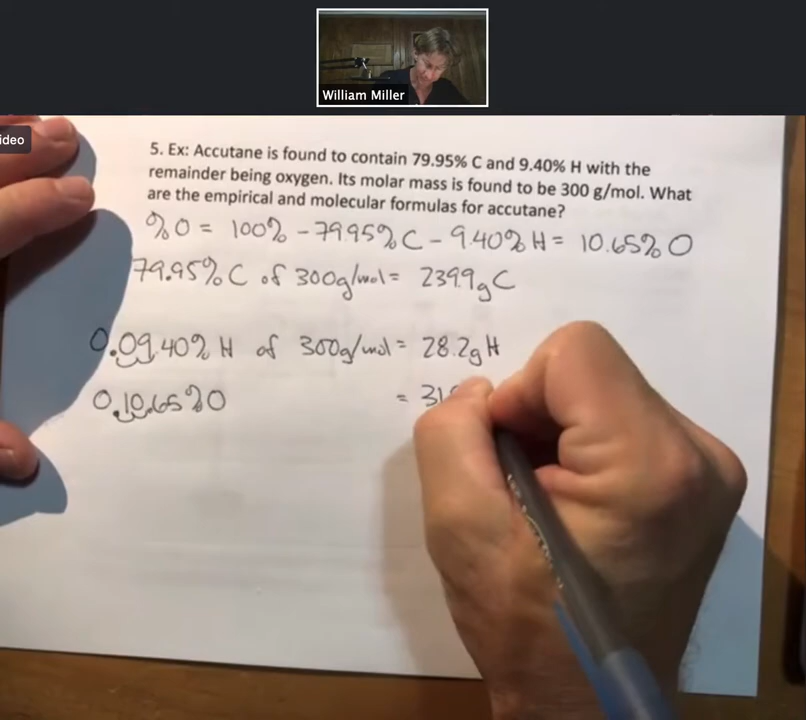 William Miller
ideo
5. Ex: Accutane is found to contain 79.95% C and 9.40% H with the
remainder being oxygen. Its molar mass is found to be 300 g/mol. What
are the empirical and molecular formulas for accutane?
%O = 100% - 79.95%C - 9.40%H = 10.65%O
79.95%C of 300g/mol = 239.9gC
0.09.40% H of 300g/mol = 28.2gH
0.10.65%O = 31